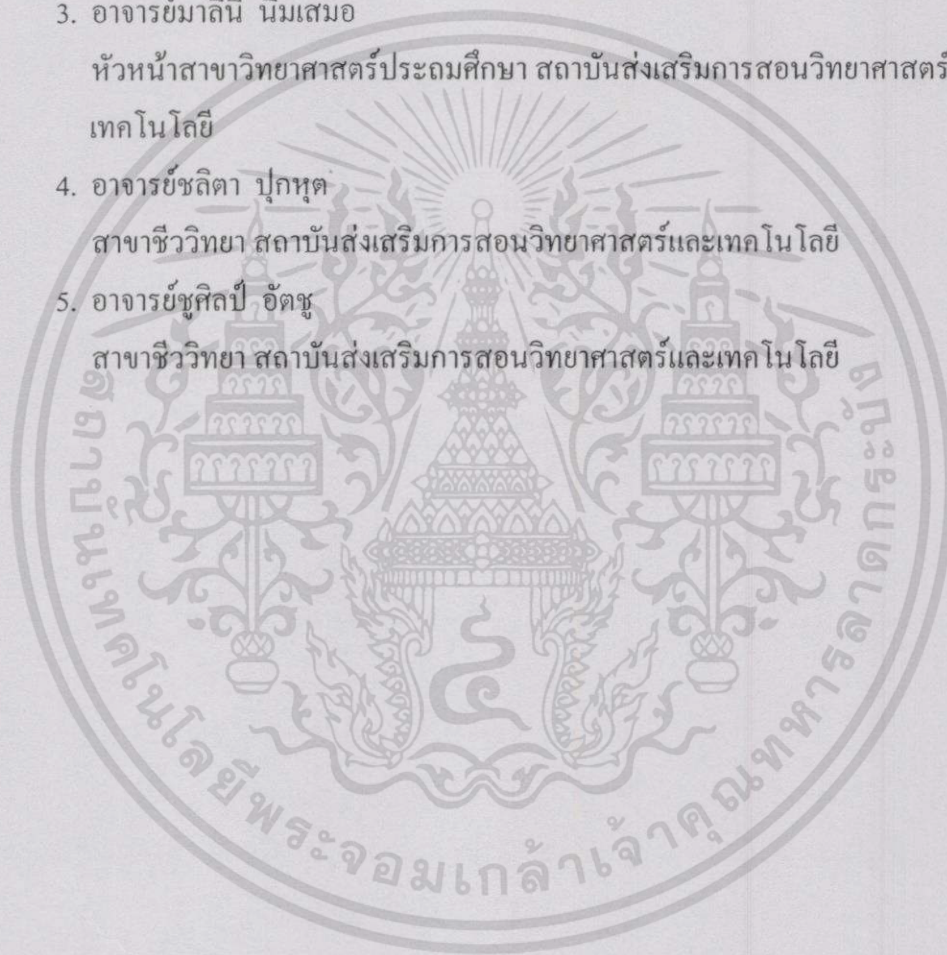 3. อาจารย์มาลินี นิ่มเสมอ
หัวหน้าสาขาวิทยาศาสตร์ประถมศึกษา สถาบันส่งเสริมการสอนวิทยาศาสตร์
เทคโนโลยี
4. อาจารย์ชลิตา ปุกหุต
สาขาชีววิทยา สถาบันส่งเสริมการสอนวิทยาศาสตร์และเทคโนโลยี
5. อาจารย์ชูศิลป์ อัตชู
สาขาชีววิทยา สถาบันส่งเสริมการสอนวิทยาศาสตร์และเทคโนโลยี
สถาบันเทคโนโลยีพระจอมเกล้าเจ้าคุณทหารลาดกระบัง